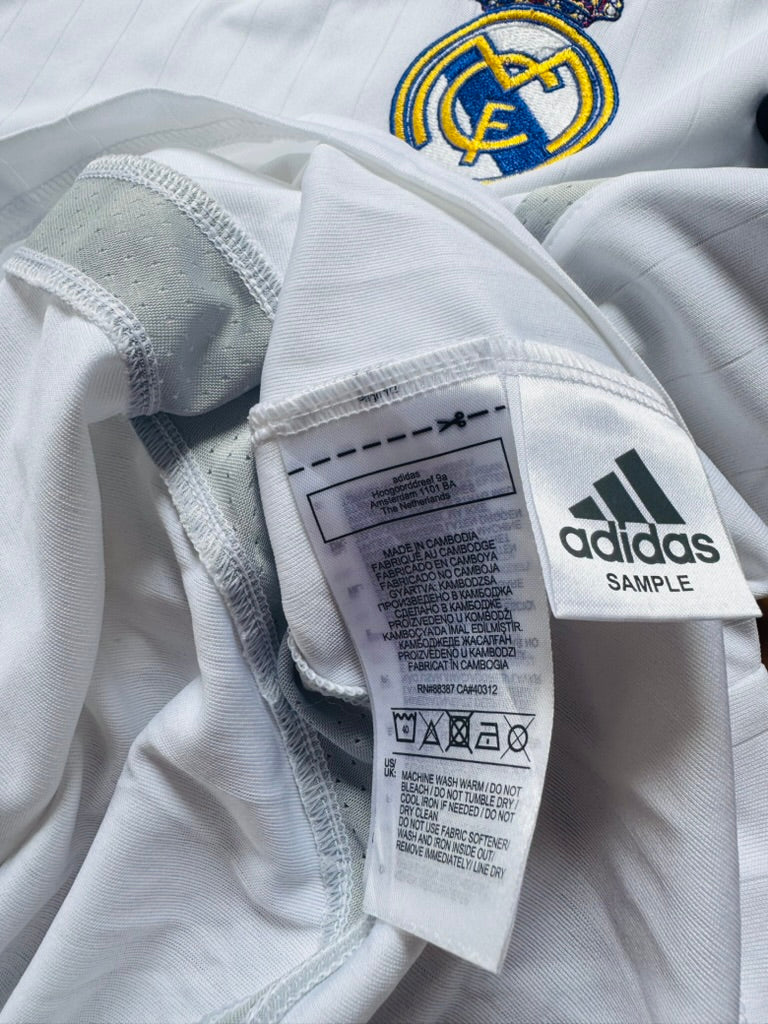 adidas
Hoogoorddreef 9a
Amsterdam 1101 BA
The Netherlands
MADE IN CAMBODIA
FABRIQUÉ AU CAMBODGE
FABRICADO EN CAMBOYA
FABRICADO NO CAMBOJA
GYÁRTVA: KAMBODZSA
ПРОИЗВЕДЕНО В КАМБОДЖА
СДЕЛАНО В КАМБОДЖЕ
PROIZVEDENO U KOMBODŽI
KAMBOÇYADA İMAL EDİLMİŞTİR.
КАМБОДЖЕДЕ ЖАСАЛҒАН
PROIZVEDENO U KAMBODŽI
FABRICAT ÎN CAMBOGIA
RN#88387 CA#40312
40
US/
UK:
MACHINE WASH WARM / DO NOT
BLEACH / DO NOT TUMBLE DRY /
COOL IRON IF NEEDED / DO NOT
DRY CLEAN
DO NOT USE FABRIC SOFTENER/
WASH AND IRON INSIDE OUT/
REMOVE IMMEDIATELY/ LINE DRY
adidas
SAMPLE